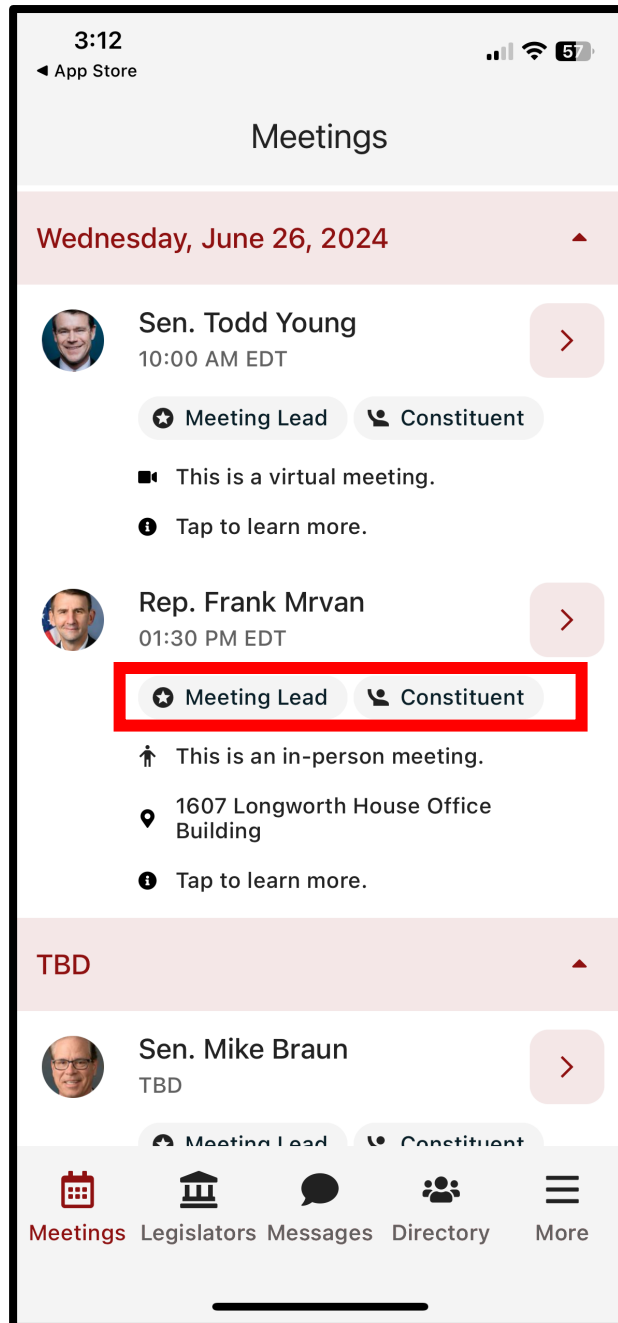 3:12
57
◀ App Store
Meetings
Wednesday, June 26, 2024
Sen. Todd Young
10:00 AM EDT
Meeting Lead
Constituent
This is a virtual meeting.
Tap to learn more.
Rep. Frank Mrvan
01:30 PM EDT
Meeting Lead
Constituent
This is an in-person meeting.
1607 Longworth House Office
Building
Tap to learn more.
TBD
Sen. Mike Braun
TBD
Meeting Lead
Constituent
Meetings
Legislators
Messages
Directory
More